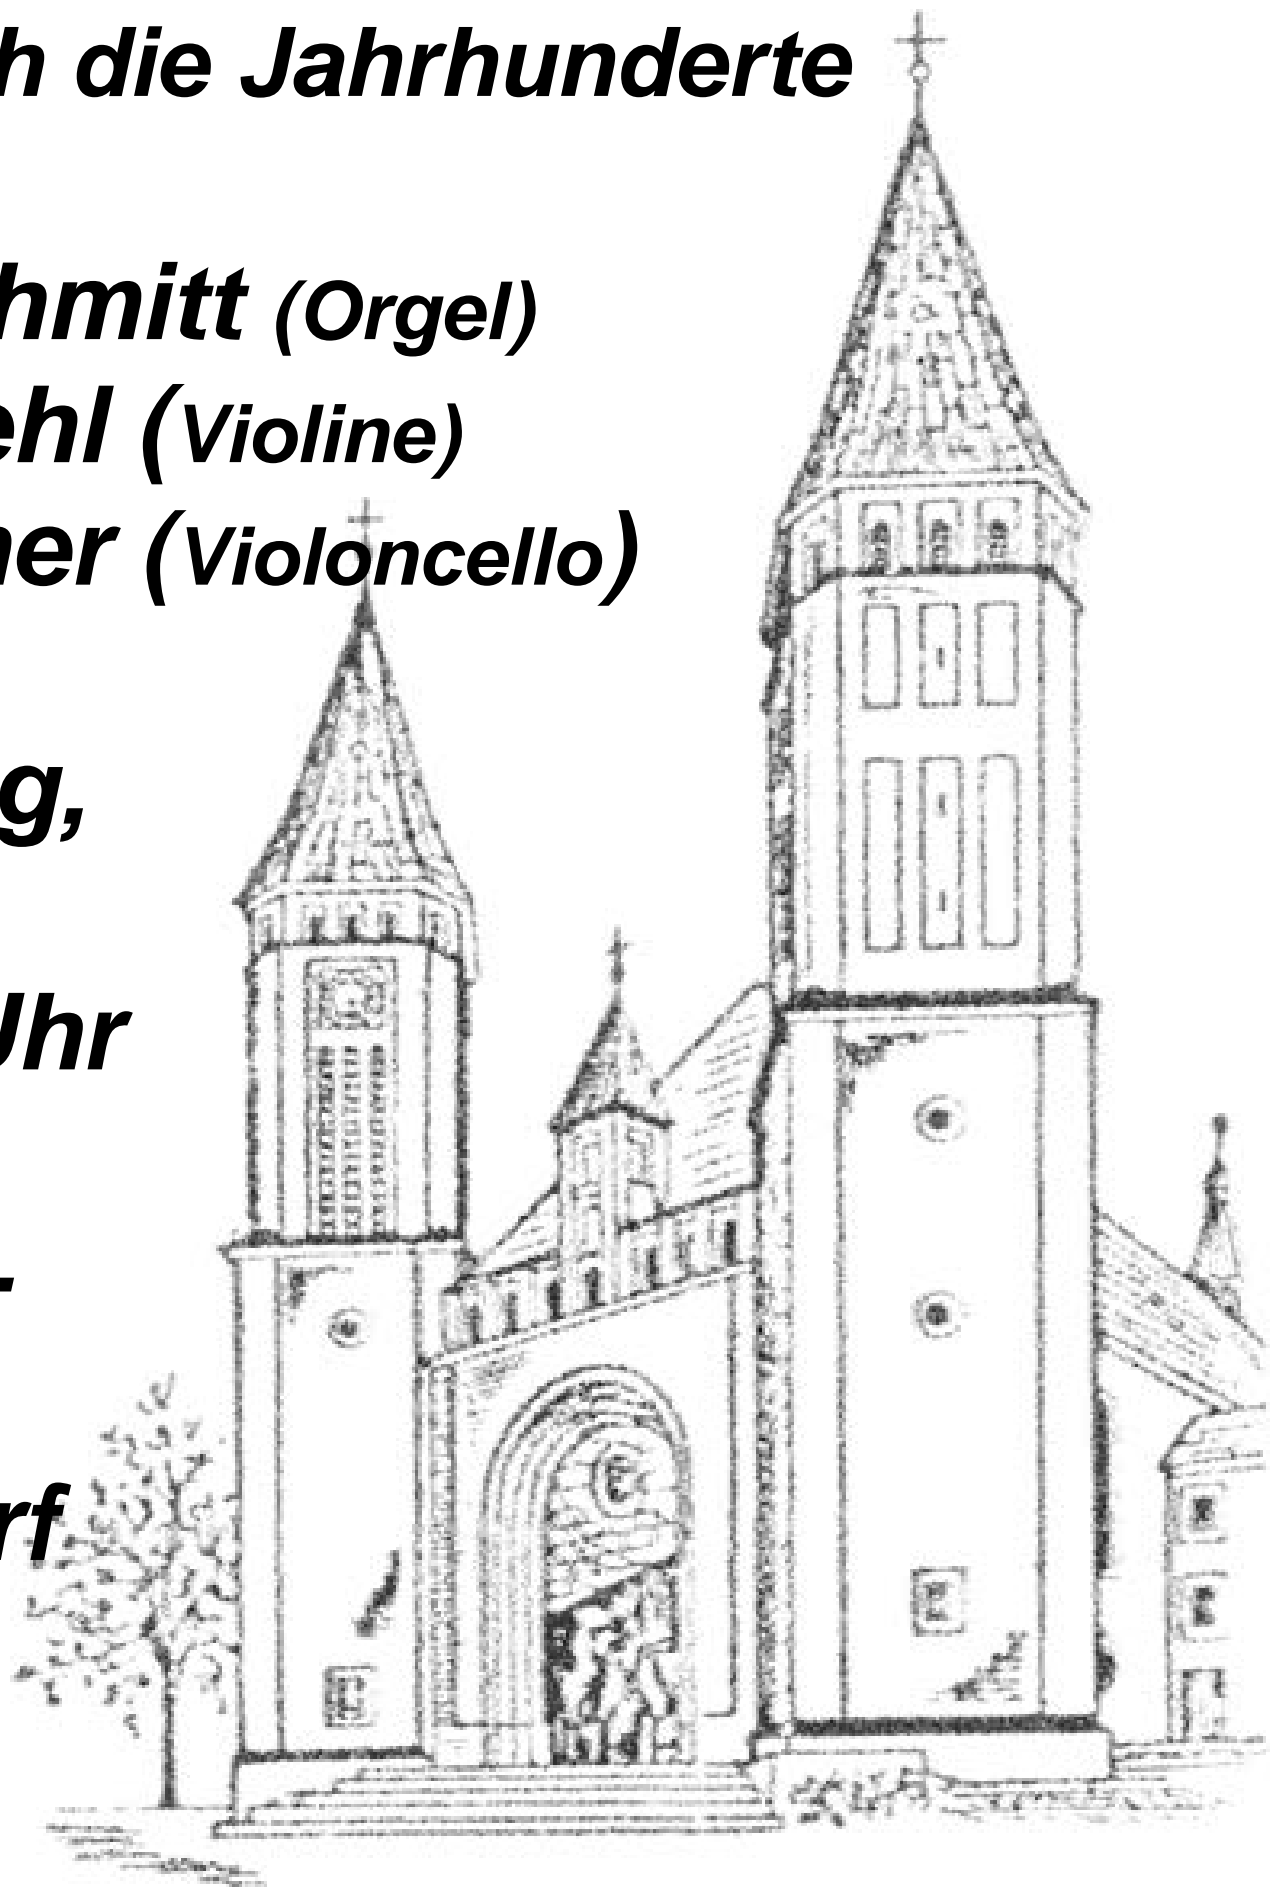 h die Jahrhunderte
hmitt (Orgel)
ehl (Violine)
ner (Violoncello)
g,
Uhr
-
rf